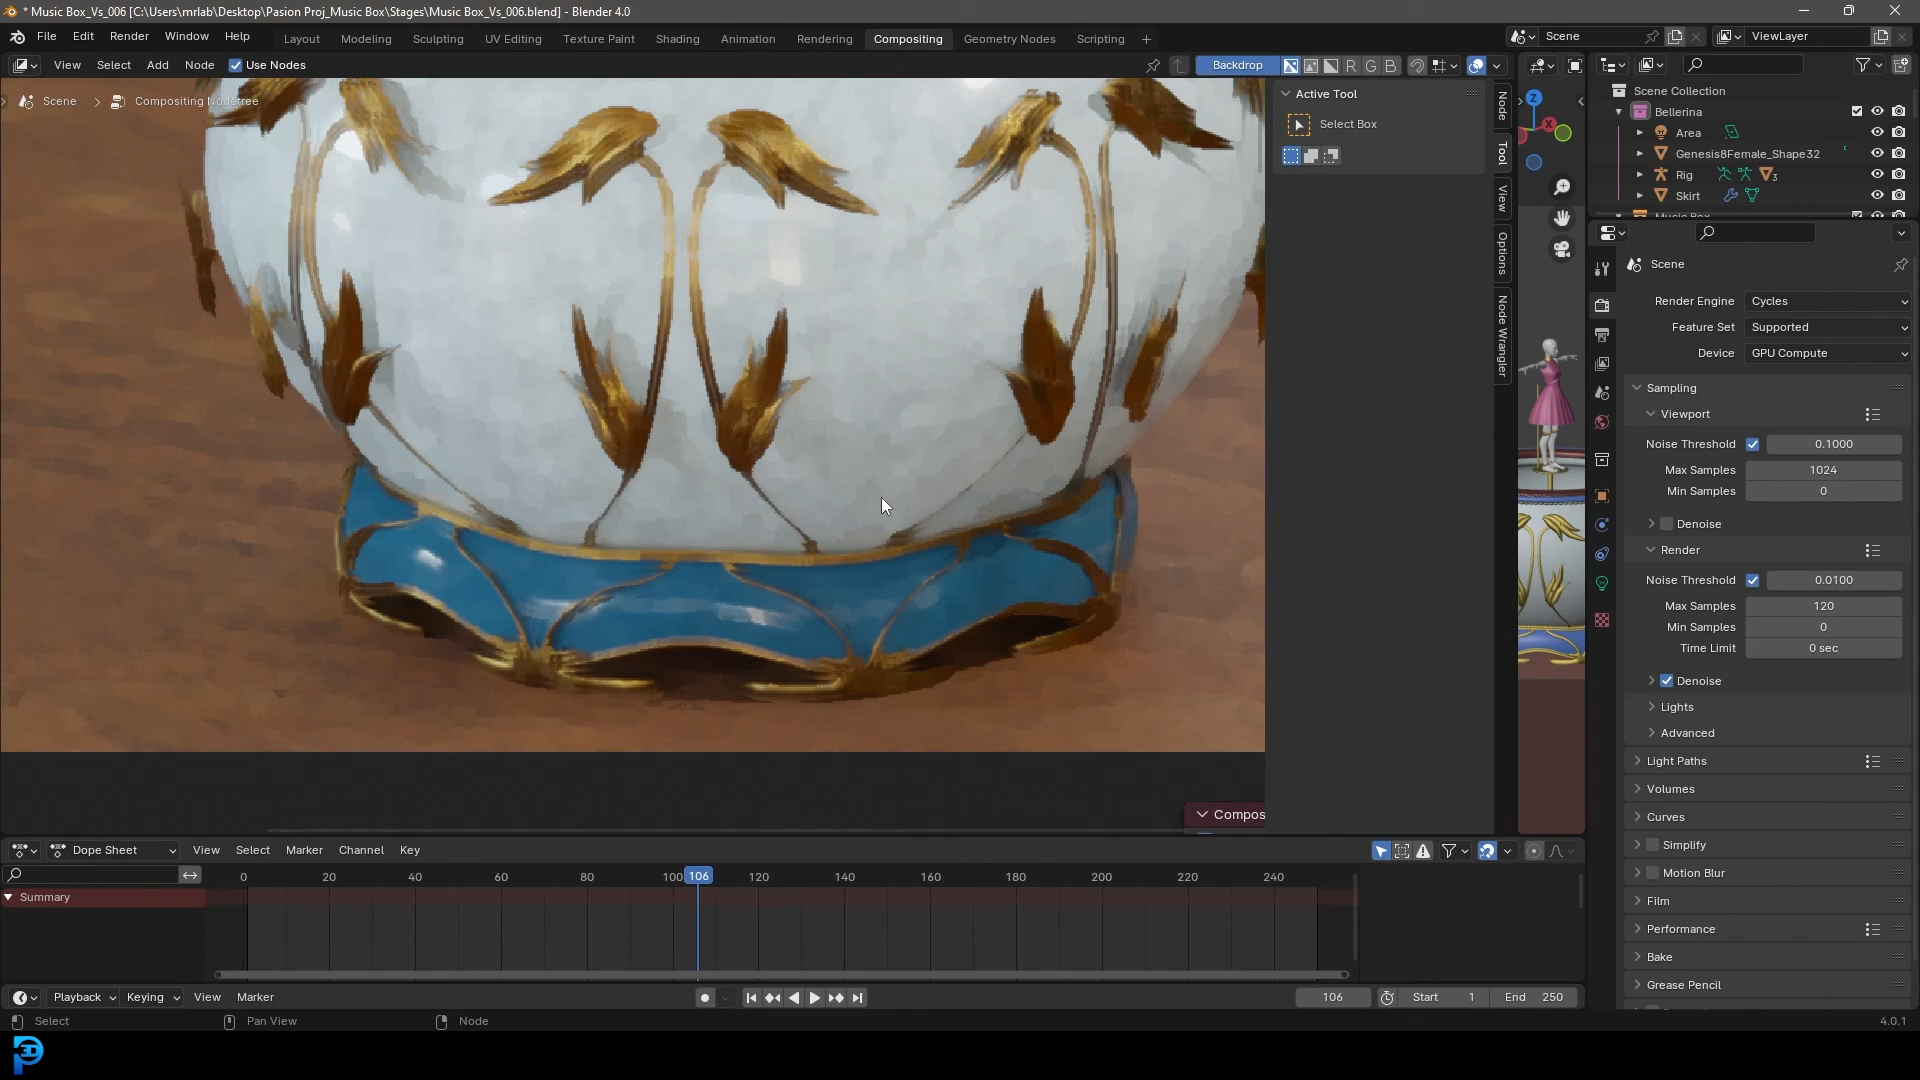 * Music Box_Vs_006 [C:\Users\mrlab\Desktop\Pasion Proj_Music Box\Stages\Music Box_Vs_006.blend] - Blender 4.0
File Edit Render Window Help
Layout Modeling Sculpting UV Editing Texture Paint Shading Animation Rendering Compositing Geometry Nodes Scripting +
Scene
ViewLayer
View Select Add Node Use Nodes
Backdrop
R G B
Scene > Compositing Nodetree
Active Tool
Select Box
Node
Tool
View
Options
Node Wrangler
Z
X
Scene Collection
Bellerina
Area
Genesis8Female_Shape32
Rig
3
Skirt
Music Box
Scene
Render Engine Cycles
Feature Set Supported
Device GPU Compute
Sampling
Viewport
Noise Threshold 0.1000
Max Samples 1024
Min Samples 0
Denoise
Render
Noise Threshold 0.0100
Max Samples 120
Min Samples 0
Time Limit 0 sec
Denoise
Lights
Advanced
Light Paths
Volumes
Curves
Simplify
Motion Blur
Film
Performance
Bake
Grease Pencil
Compos
Dope Sheet View Select Marker Channel Key
0 20 40 60 80 100 106 120 140 160 180 200 220 240
Summary
Playback Keying View Marker
106 Start 1 End 250
Select Pan View Node
4.0.1